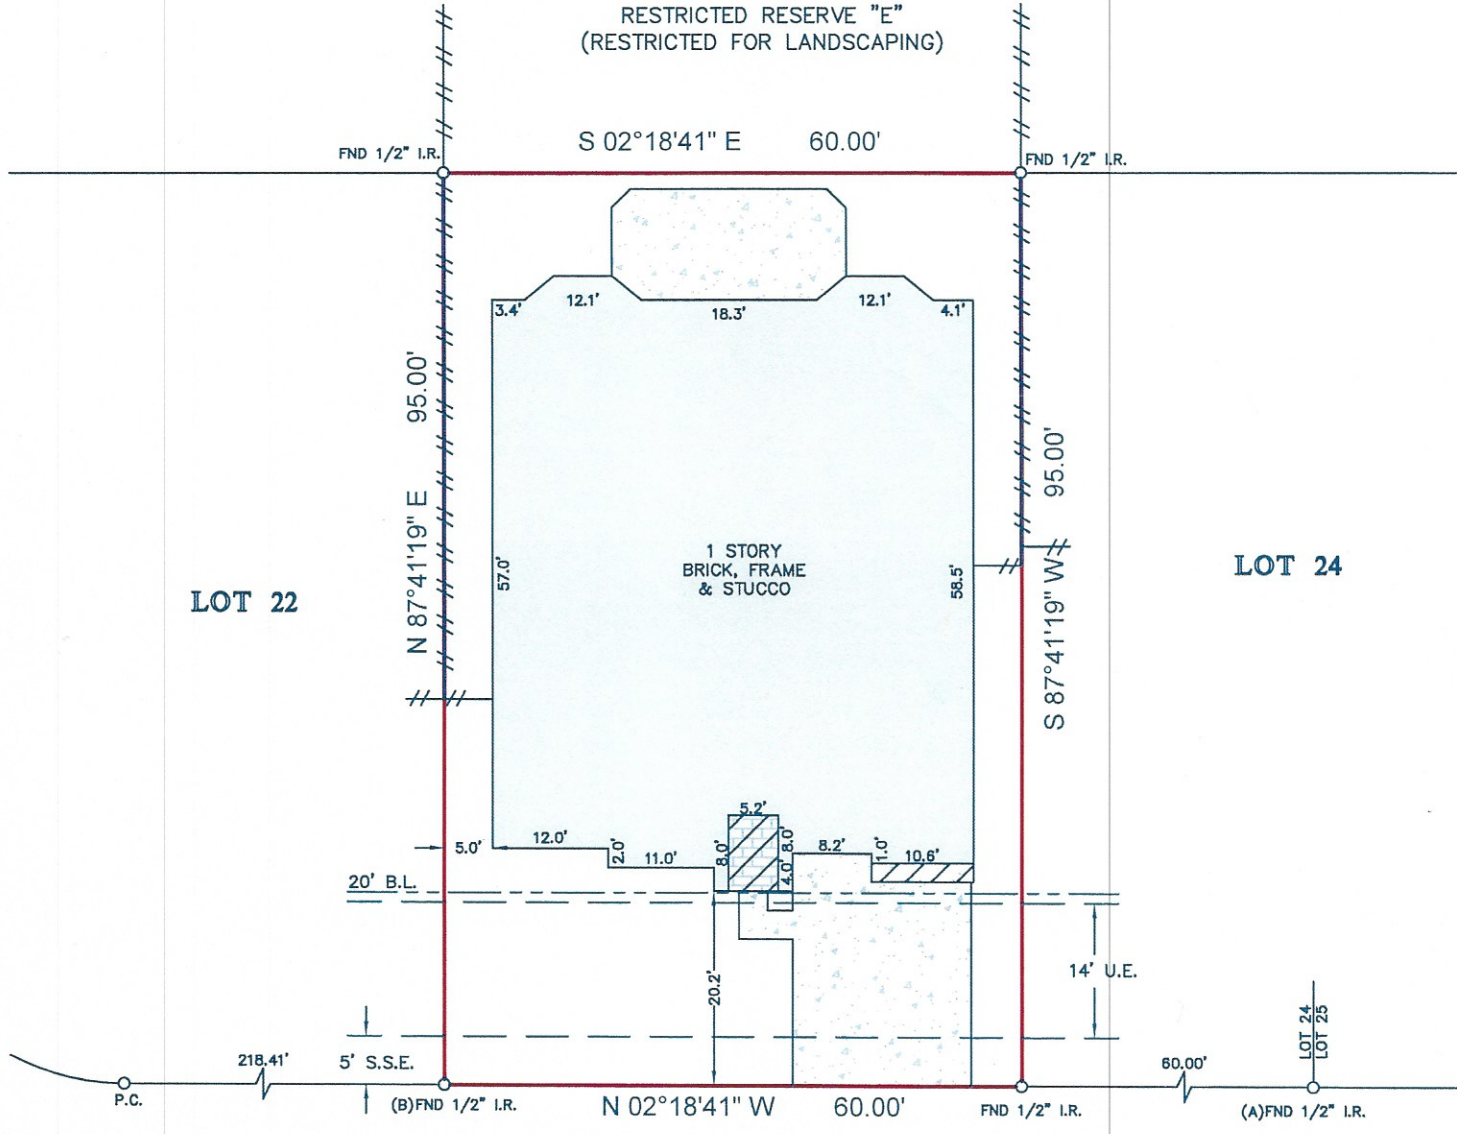 RESTRICTED RESERVE "E"
(RESTRICTED FOR LANDSCAPING)
S 02°18'41" E 60.00'
FND 1/2" I.R.
FND 1/2" I.R.
3.4'
12.1'
18.3'
12.1'
4.1'
N 87°41'19" E 95.00'
S 87°41'19" W 95.00'
57.0'
58.5'
1 STORY
BRICK, FRAME
& STUCCO
LOT 22
LOT 24
5.2'
5.0'
12.0'
2.0'
11.0'
8.0'
8.0'
4.0'
8.2'
1.0'
10.6'
20' B.L.
20.2'
14' U.E.
5' S.S.E.
218.41'
P.C.
(B)FND 1/2" I.R.
N 02°18'41" W 60.00'
FND 1/2" I.R.
60.00'
LOT 24
LOT 25
(A)FND 1/2" I.R.